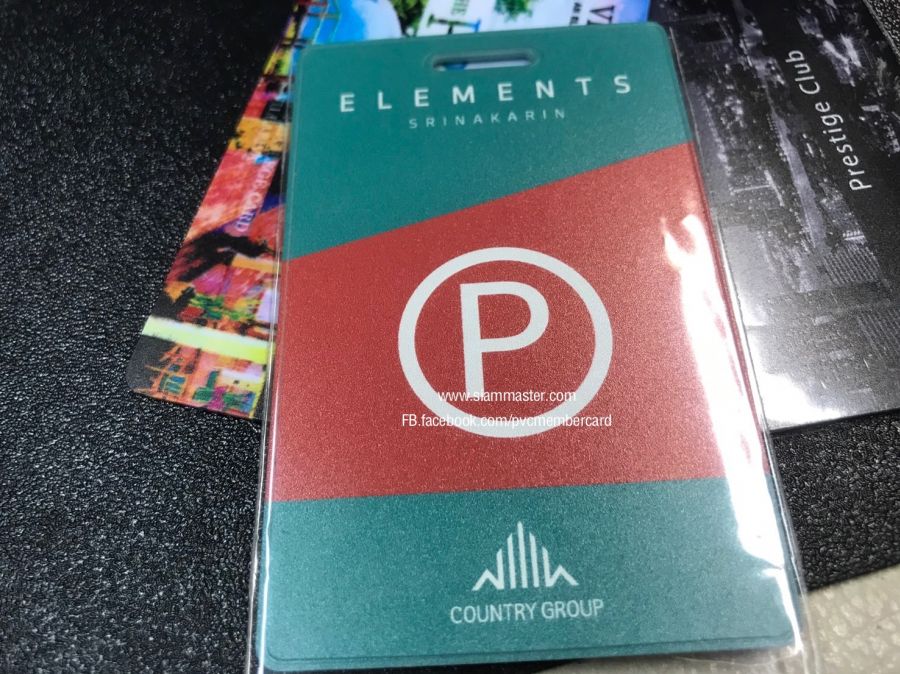 ELEMENTS
SRINAKARIN
P
www.siammaster.com
FB.facebook.com/pvcmembercard
COUNTRY GROUP
Prestige Club